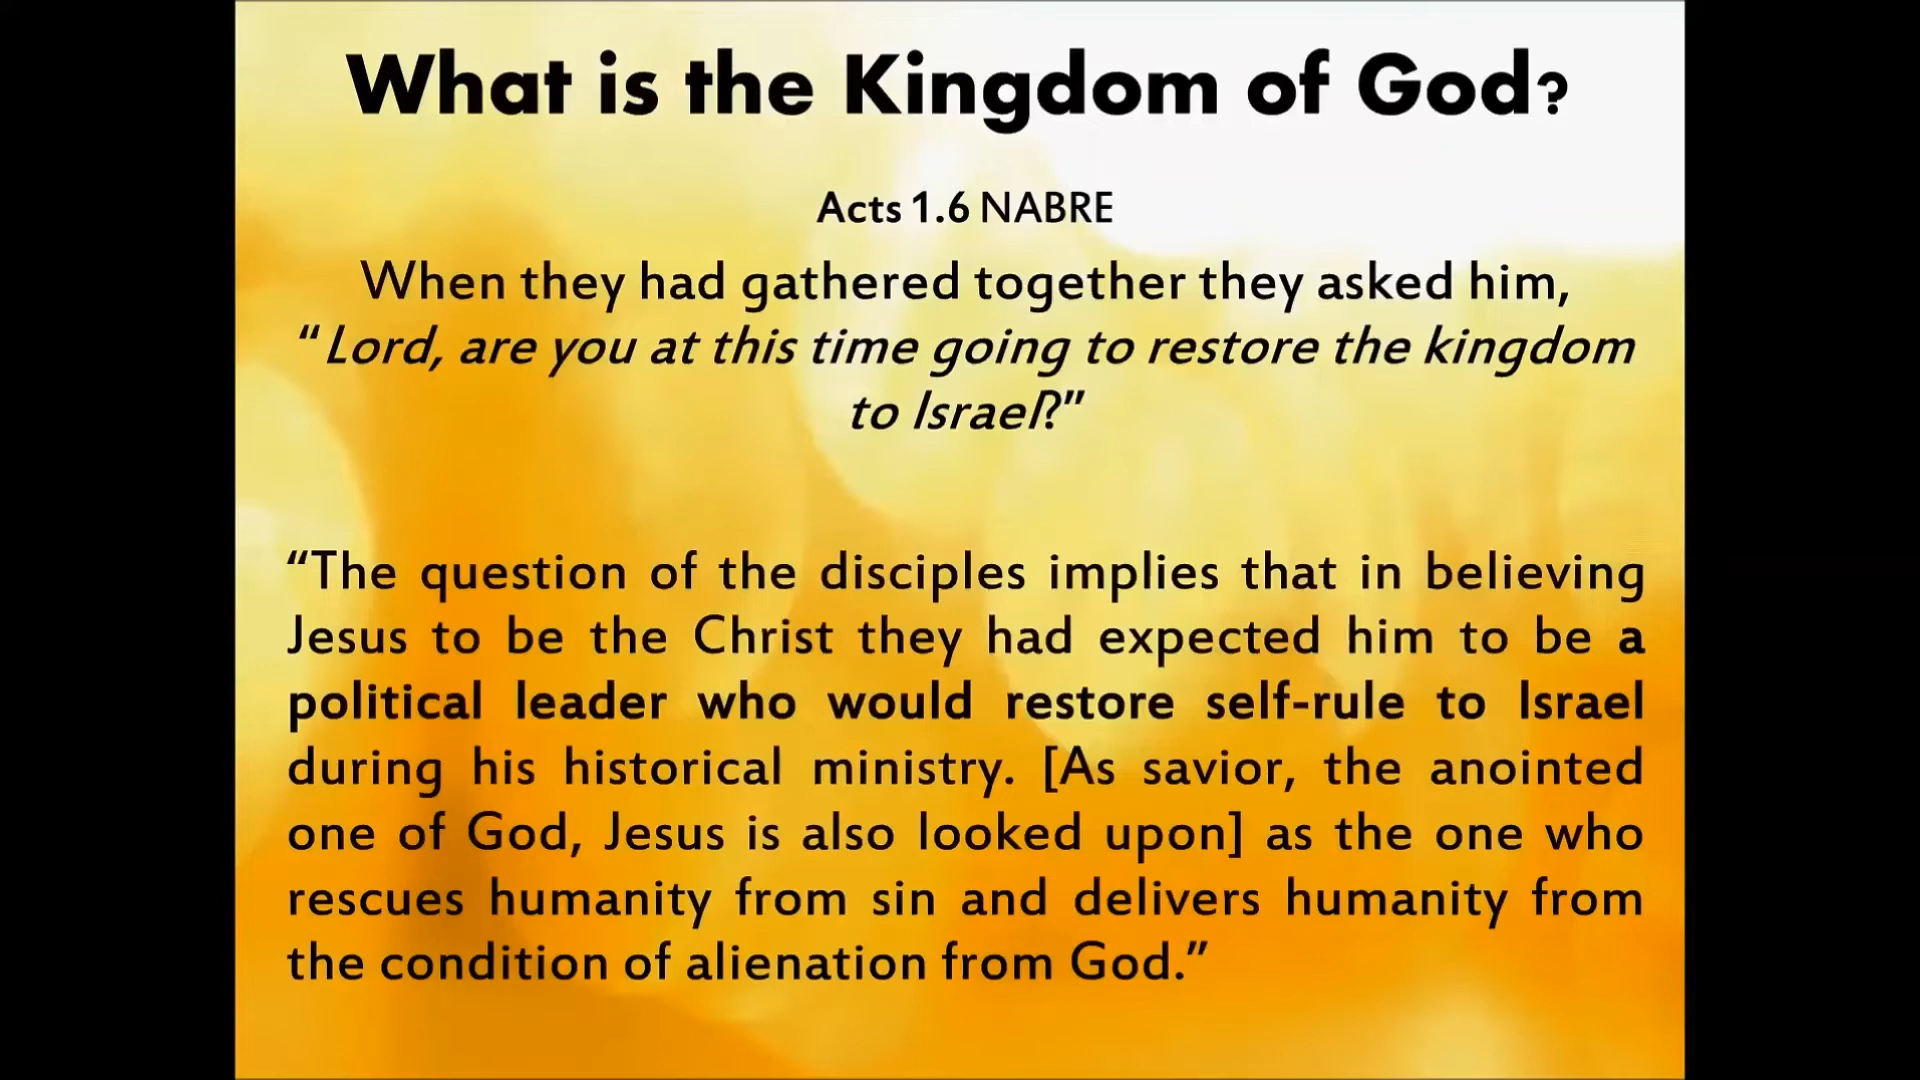 What is the Kingdom of God?
Acts 1.6 NABRE
When they had gathered together they asked him,
“Lord, are you at this time going to restore the kingdom
to Israel?”
“The question of the disciples implies that in believing
Jesus to be the Christ they had expected him to be a
political leader who would restore self-rule to Israel
during his historical ministry. [As savior, the anointed
one of God, Jesus is also looked upon] as the one who
rescues humanity from sin and delivers humanity from
the condition of alienation from God.”